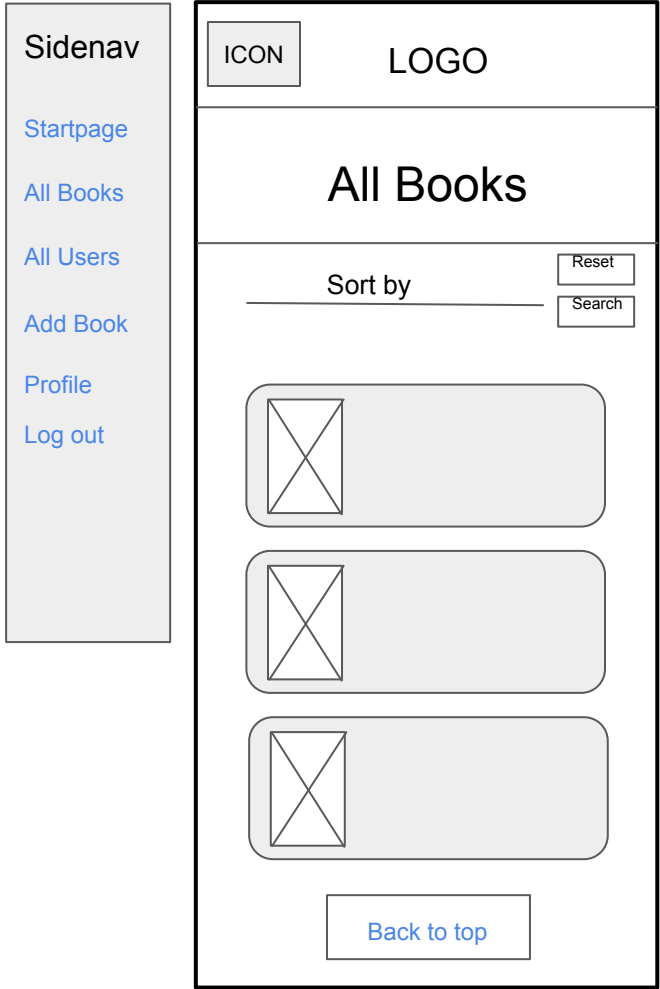 Sidenav
Startpage
All Books
All Users
Add Book
Profile
Log out
ICON
LOGO
All Books
Sort by
Reset
Search
Back to top